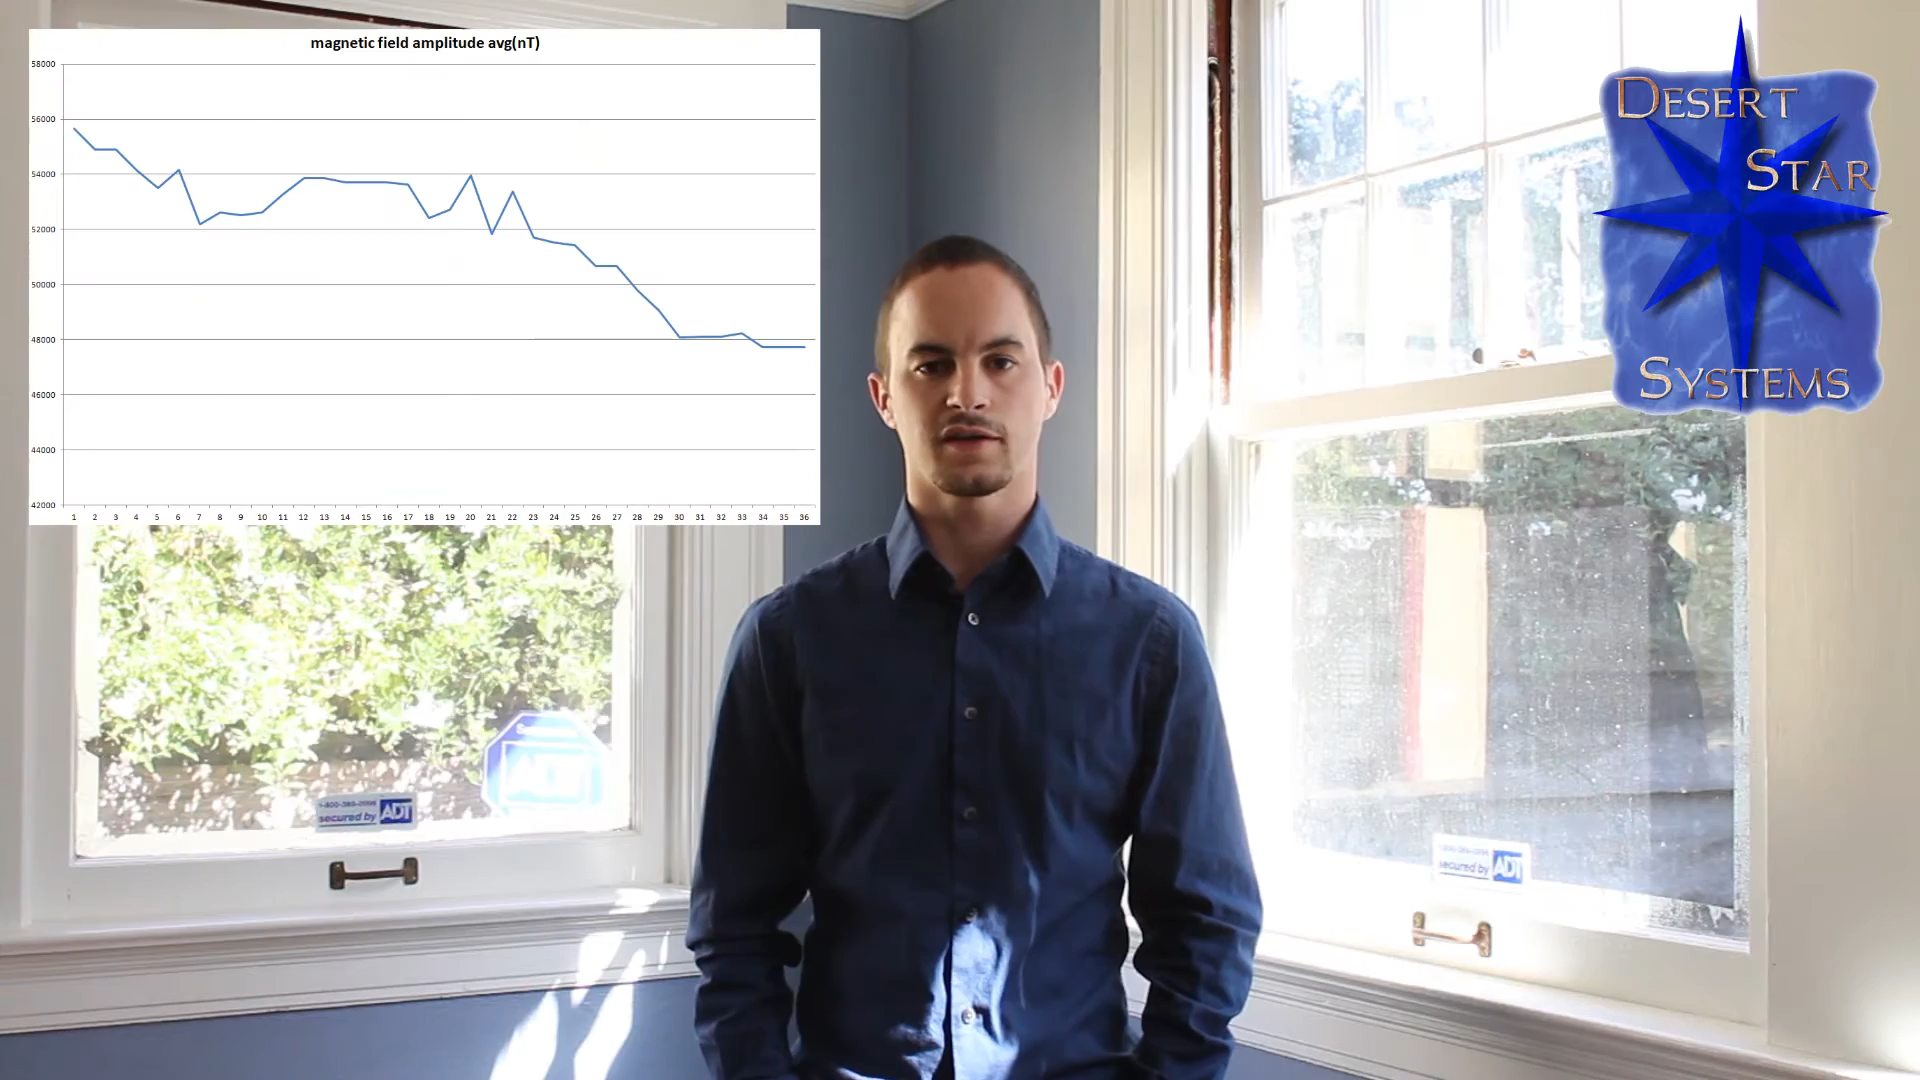 magnetic field amplitude avg(nT)
58000
56000
54000
52000
50000
48000
46000
44000
42000
1 2 3 4 5 6 7 8 9 10 11 12 13 14 15 16 17 18 19 20 21 22 23 24 25 26 27 28 29 30 31 32 33 34 35 36
DESERT
STAR
SYSTEMS
ADT
secured by ADT
secured by ADT